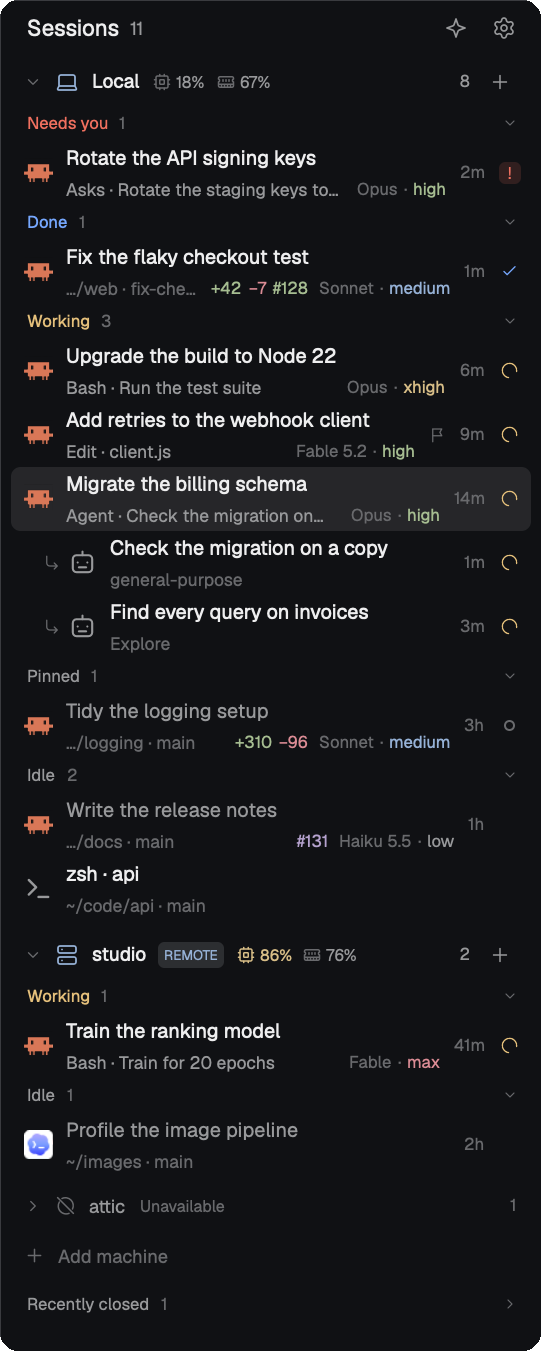 Sessions 11
Local 18% 67% 8
Needs you 1
Rotate the API signing keys 2m !
Asks · Rotate the staging keys to… Opus · high
Done 1
Fix the flaky checkout test 1m
…/web · fix-che… +42 −7 #128 Sonnet · medium
Working 3
Upgrade the build to Node 22 6m
Bash · Run the test suite Opus · xhigh
Add retries to the webhook client 9m
Edit · client.js Fable 5.2 · high
Migrate the billing schema 14m
Agent · Check the migration on… Opus · high
Check the migration on a copy 1m
general-purpose
Find every query on invoices 3m
Explore
Pinned 1
Tidy the logging setup 3h
…/logging · main +310 −96 Sonnet · medium
Idle 2
Write the release notes 1h
…/docs · main #131 Haiku 5.5 · low
zsh · api
~/code/api · main
studio REMOTE 86% 76% 2
Working 1
Train the ranking model 41m
Bash · Train for 20 epochs Fable · max
Idle 1
Profile the image pipeline 2h
~/images · main
attic Unavailable 1
Add machine
Recently closed 1